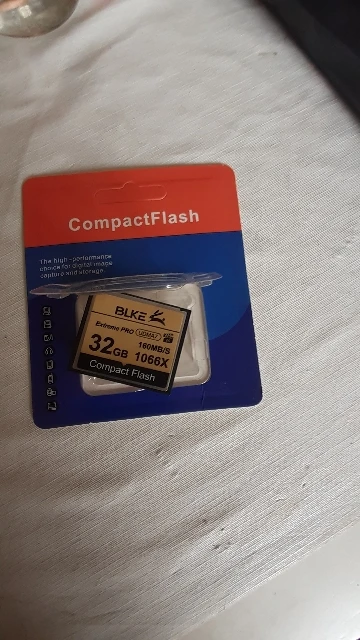 CompactFlash
The high-performance
choice for digital image
capture and storage.
BLKE
Extreme PRO UDMA7
160MB/S
32GB 1066X
Compact Flash